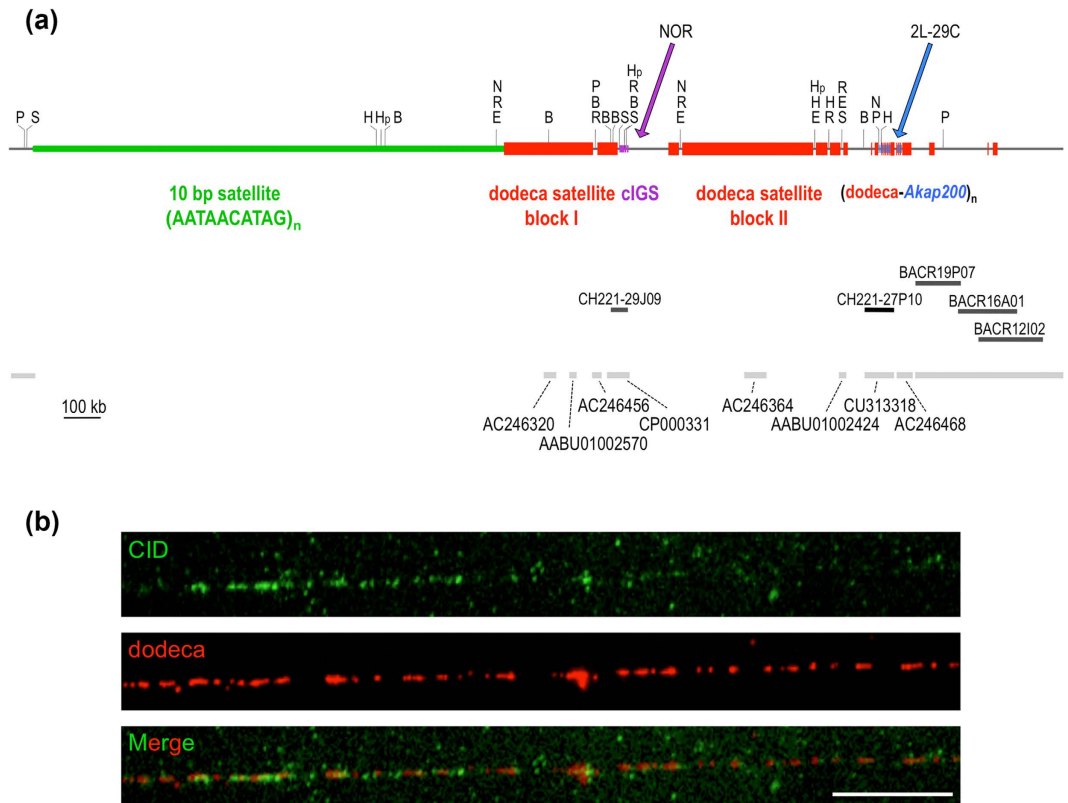 (a)
NOR
2L-29C
P S
H Hp B
N
R
E
B
P
B
R
B B S S
Hp
R
B
S
N
R
E
Hp
H
E
H
R
R
E
S
B
N
P
H
P
10 bp satellite
(AATAACATAG)n
dodeca satellite
block I
cIGS
dodeca satellite
block II
(dodeca-Akap200)n
CH221-29J09
CH221-27P10
BACR19P07
BACR16A01
BACR12I02
100 kb
AC246320
AABU01002570
AC246456
CP000331
AC246364
AABU01002424
CU313318
AC246468
(b)
CID
dodeca
Merge